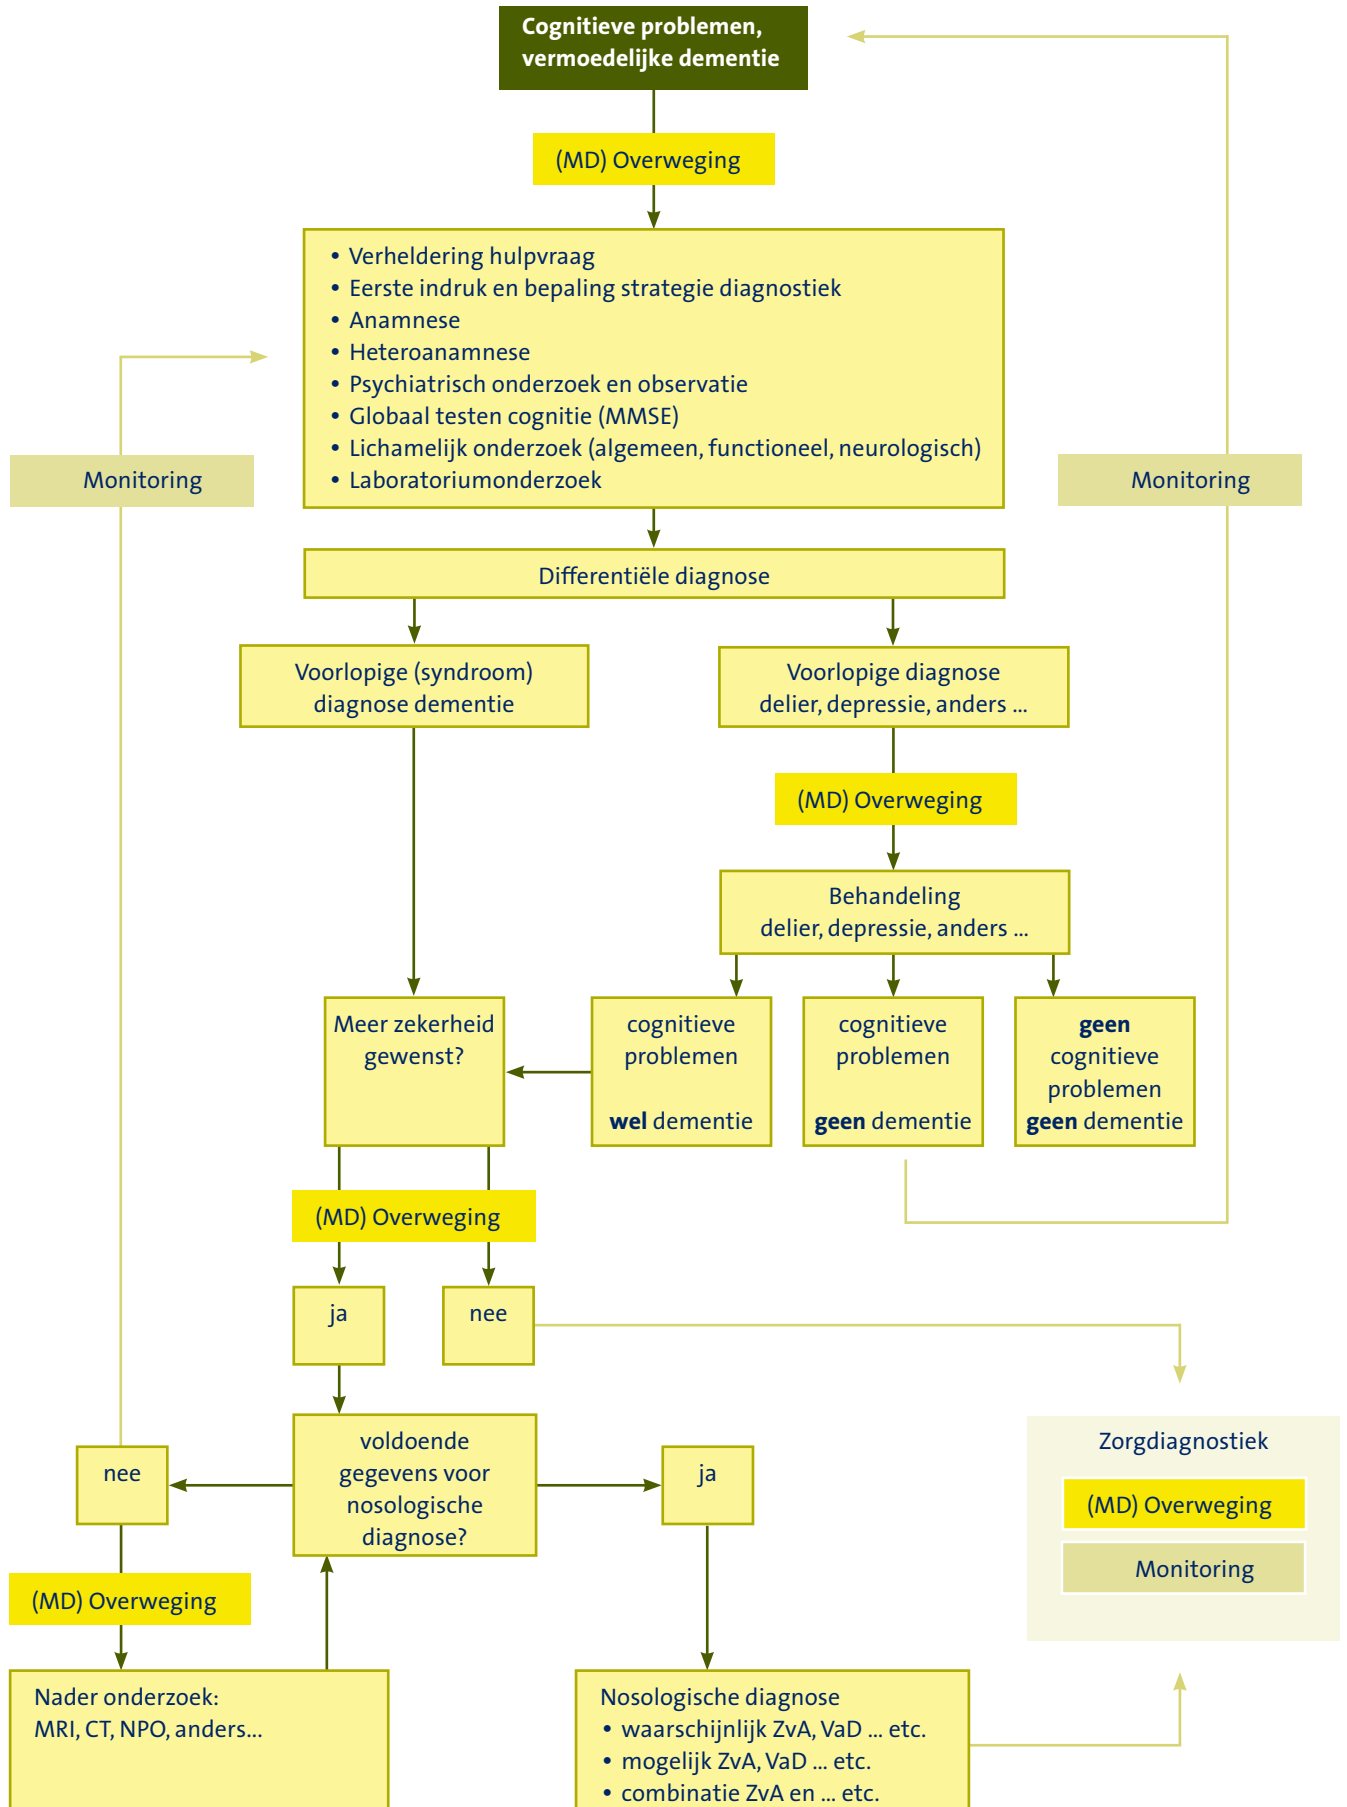 Cognitieve problemen,
vermoedelijke dementie
(MD) Overweging
• Verheldering hulpvraag
• Eerste indruk en bepaling strategie diagnostiek
• Anamnese
• Heteroanamnese
• Psychiatrisch onderzoek en observatie
• Globaal testen cognitie (MMSE)
• Lichamelijk onderzoek (algemeen, functioneel, neurologisch)
• Laboratoriumonderzoek
Monitoring
Monitoring
Differentiële diagnose
Voorlopige (syndroom)
diagnose dementie
Voorlopige diagnose
delier, depressie, anders ...
(MD) Overweging
Behandeling
delier, depressie, anders ...
Meer zekerheid
gewenst?
cognitieve
problemen
wel dementie
cognitieve
problemen
geen dementie
geen
cognitieve
problemen
geen dementie
(MD) Overweging
ja
nee
voldoende
gegevens voor
nosologische
diagnose?
nee
ja
Zorgdiagnostiek
(MD) Overweging
Monitoring
(MD) Overweging
Nader onderzoek:
MRI, CT, NPO, anders...
Nosologische diagnose
• waarschijnlijk ZvA, VaD ... etc.
• mogelijk ZvA, VaD ... etc.
• combinatie ZvA en ... etc.